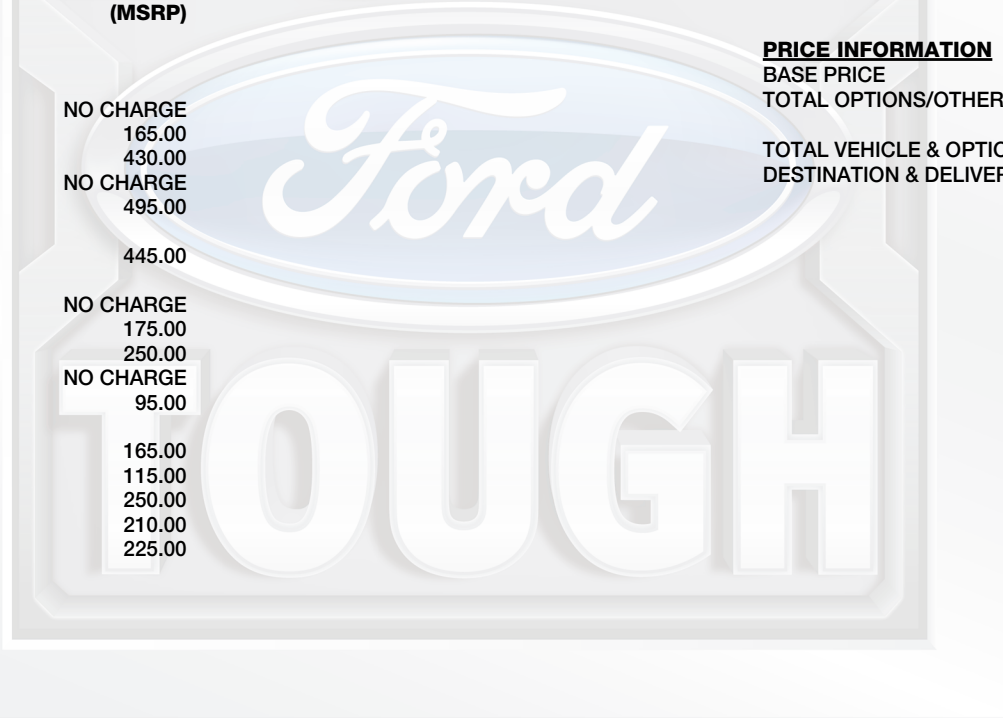 (MSRP)
NO CHARGE
165.00
430.00
NO CHARGE
495.00
445.00
NO CHARGE
175.00
250.00
NO CHARGE
95.00
165.00
115.00
250.00
210.00
225.00
PRICE INFORMATION
BASE PRICE
TOTAL OPTIONS/OTHER
TOTAL VEHICLE & OPTIO
DESTINATION & DELIVER
Ford
TOUGH